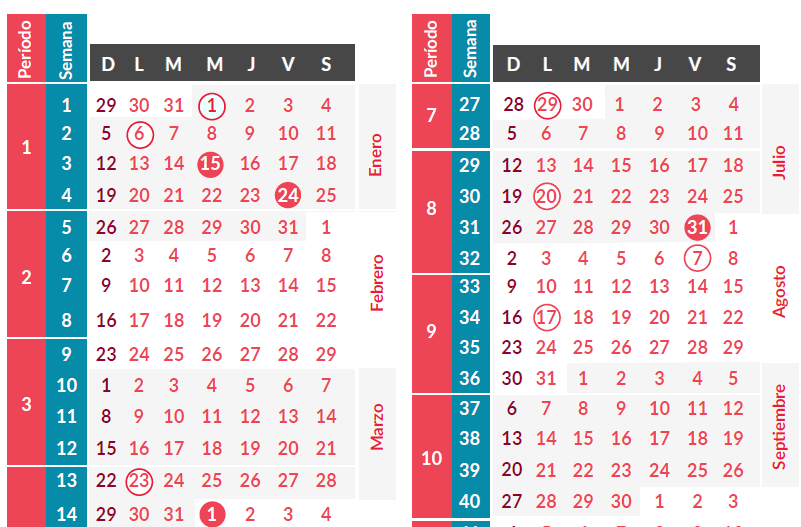 Período Semana D L M M J V S
1 29 30 31 1 2 3 4
2 5 6 7 8 9 10 11
1
3 12 13 14 15 16 17 18
Enero
4 19 20 21 22 23 24 25
5 26 27 28 29 30 31 1
6 2 3 4 5 6 7 8
2
7 9 10 11 12 13 14 15
Febrero
8 16 17 18 19 20 21 22
9 23 24 25 26 27 28 29
10 1 2 3 4 5 6 7
3
11 8 9 10 11 12 13 14
Marzo
12 15 16 17 18 19 20 21
13 22 23 24 25 26 27 28
14 29 30 31 1 2 3 4
Período Semana D L M M J V S
27 28 29 30 1 2 3 4
7
28 5 6 7 8 9 10 11
Julio
29 12 13 14 15 16 17 18
8
30 19 20 21 22 23 24 25
31 26 27 28 29 30 31 1
32 2 3 4 5 6 7 8
33 9 10 11 12 13 14 15
Agosto
9
34 16 17 18 19 20 21 22
35 23 24 25 26 27 28 29
36 30 31 1 2 3 4 5
37 6 7 8 9 10 11 12
Septiembre
38 13 14 15 16 17 18 19
10
39 20 21 22 23 24 25 26
40 27 28 29 30 1 2 3